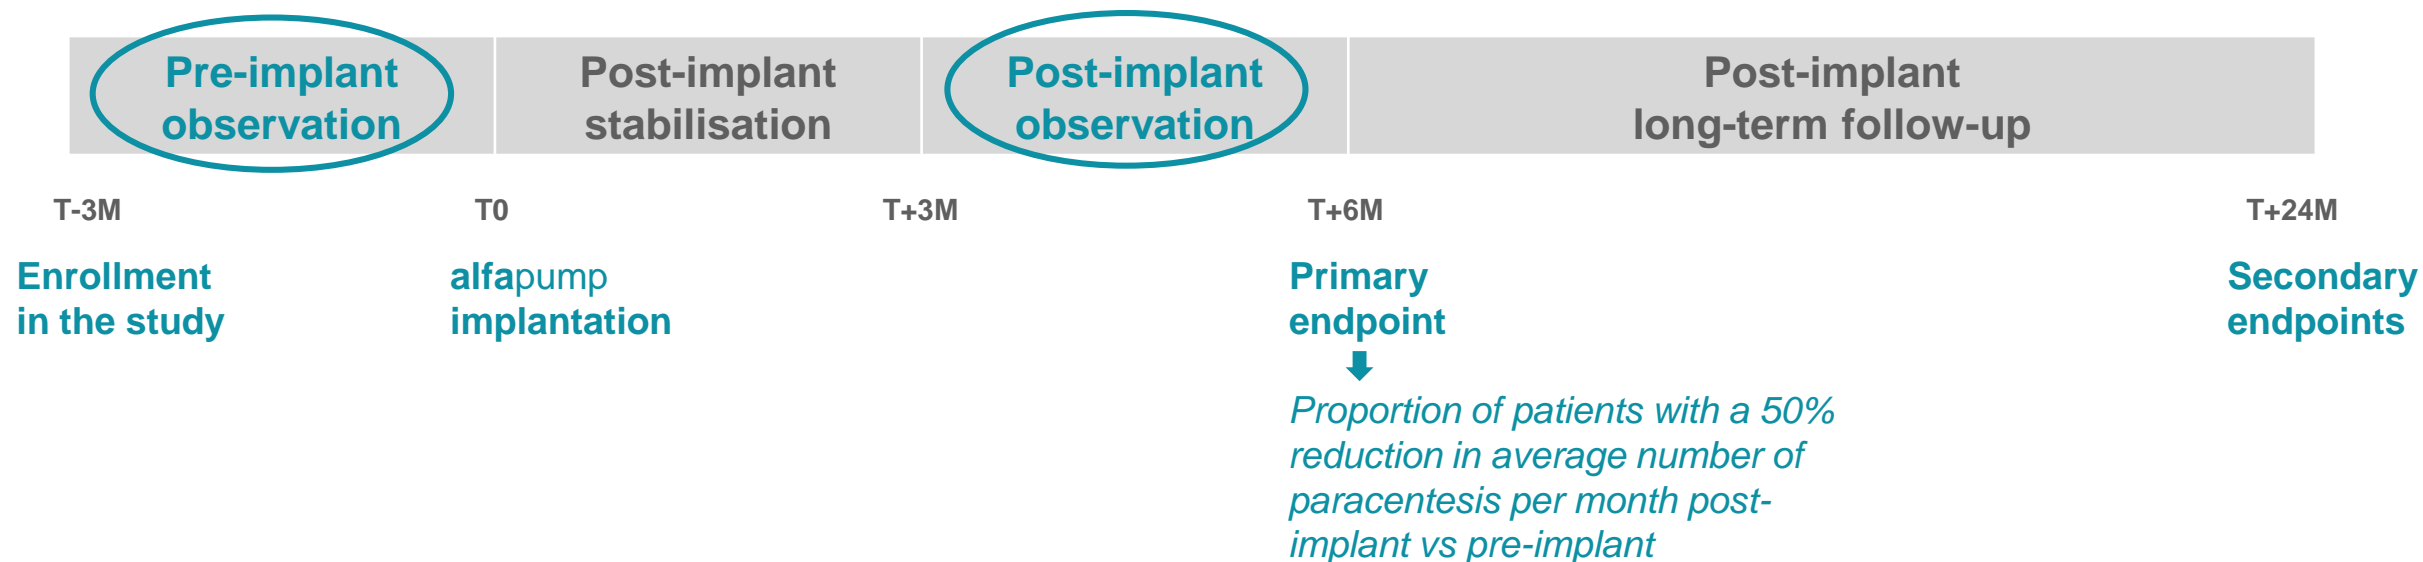 Pre-implant
observation
Post-implant
stabilisation
Post-implant
observation
Post-implant
long-term follow-up
T-3M
T0
T+3M
T+6M
T+24M
Enrollment
in the study
alfapump
implantation
Primary
endpoint
Secondary
endpoints
Proportion of patients with a 50%
reduction in average number of
paracentesis per month post-
implant vs pre-implant